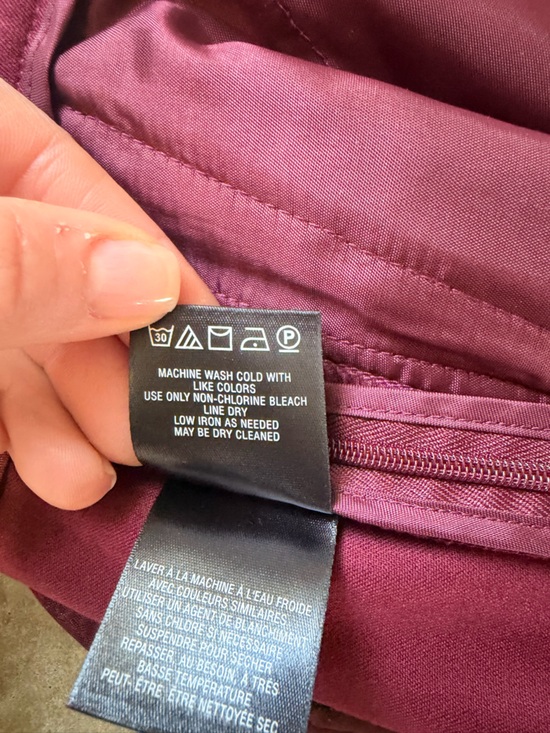 30 P
MACHINE WASH COLD WITH
LIKE COLORS
USE ONLY NON-CHLORINE BLEACH
LINE DRY
LOW IRON AS NEEDED
MAY BE DRY CLEANED
LAVER À LA MACHINE À L'EAU FROIDE
AVEC COULEURS SIMILAIRES.
UTILISER UN AGENT DE BLANCHIMENT
SANS CHLORE SI NÉCESSAIRE
SUSPENDRE POUR SÉCHER
REPASSER, AU BESOIN, À TRÈS
BASSE TEMPÉRATURE
PEUT- ÊTRE, ÊTRE NETTOYÉE SEC